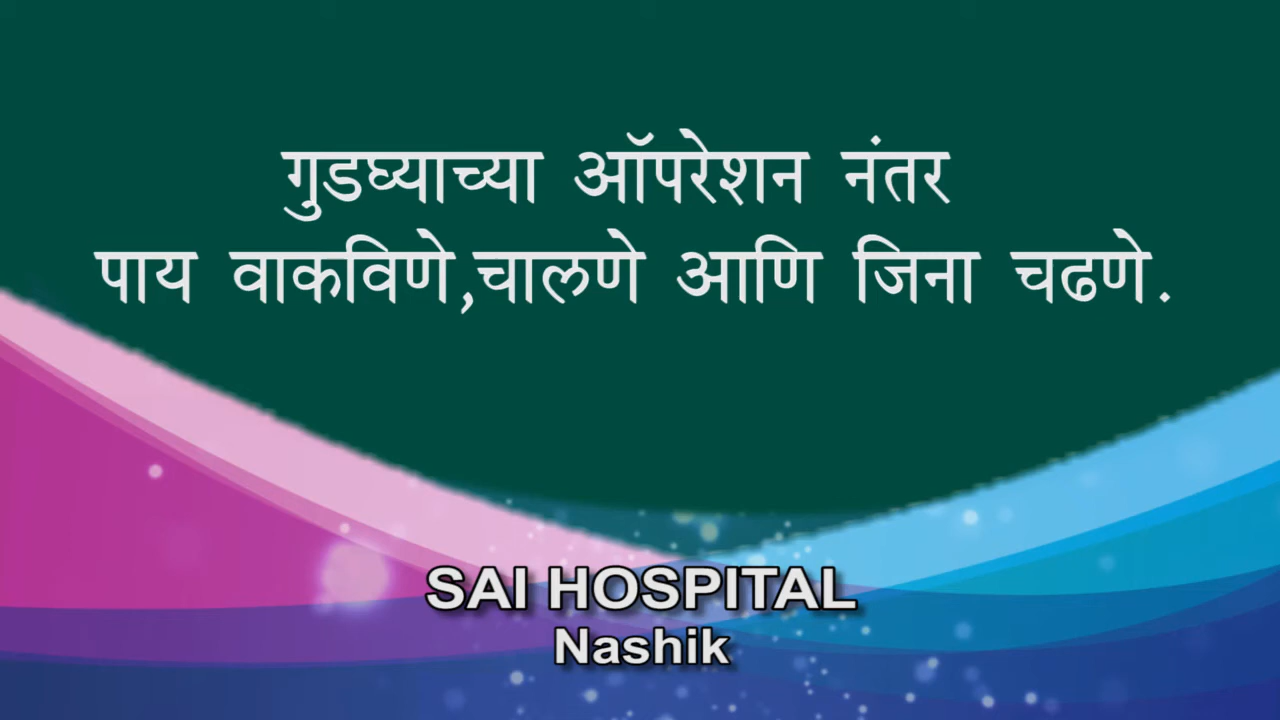 गुडघ्याच्या ऑपरेशन नंतर
पाय वाकविणे,चालणे आणि जिना चढणे.
SAI HOSPITAL
Nashik